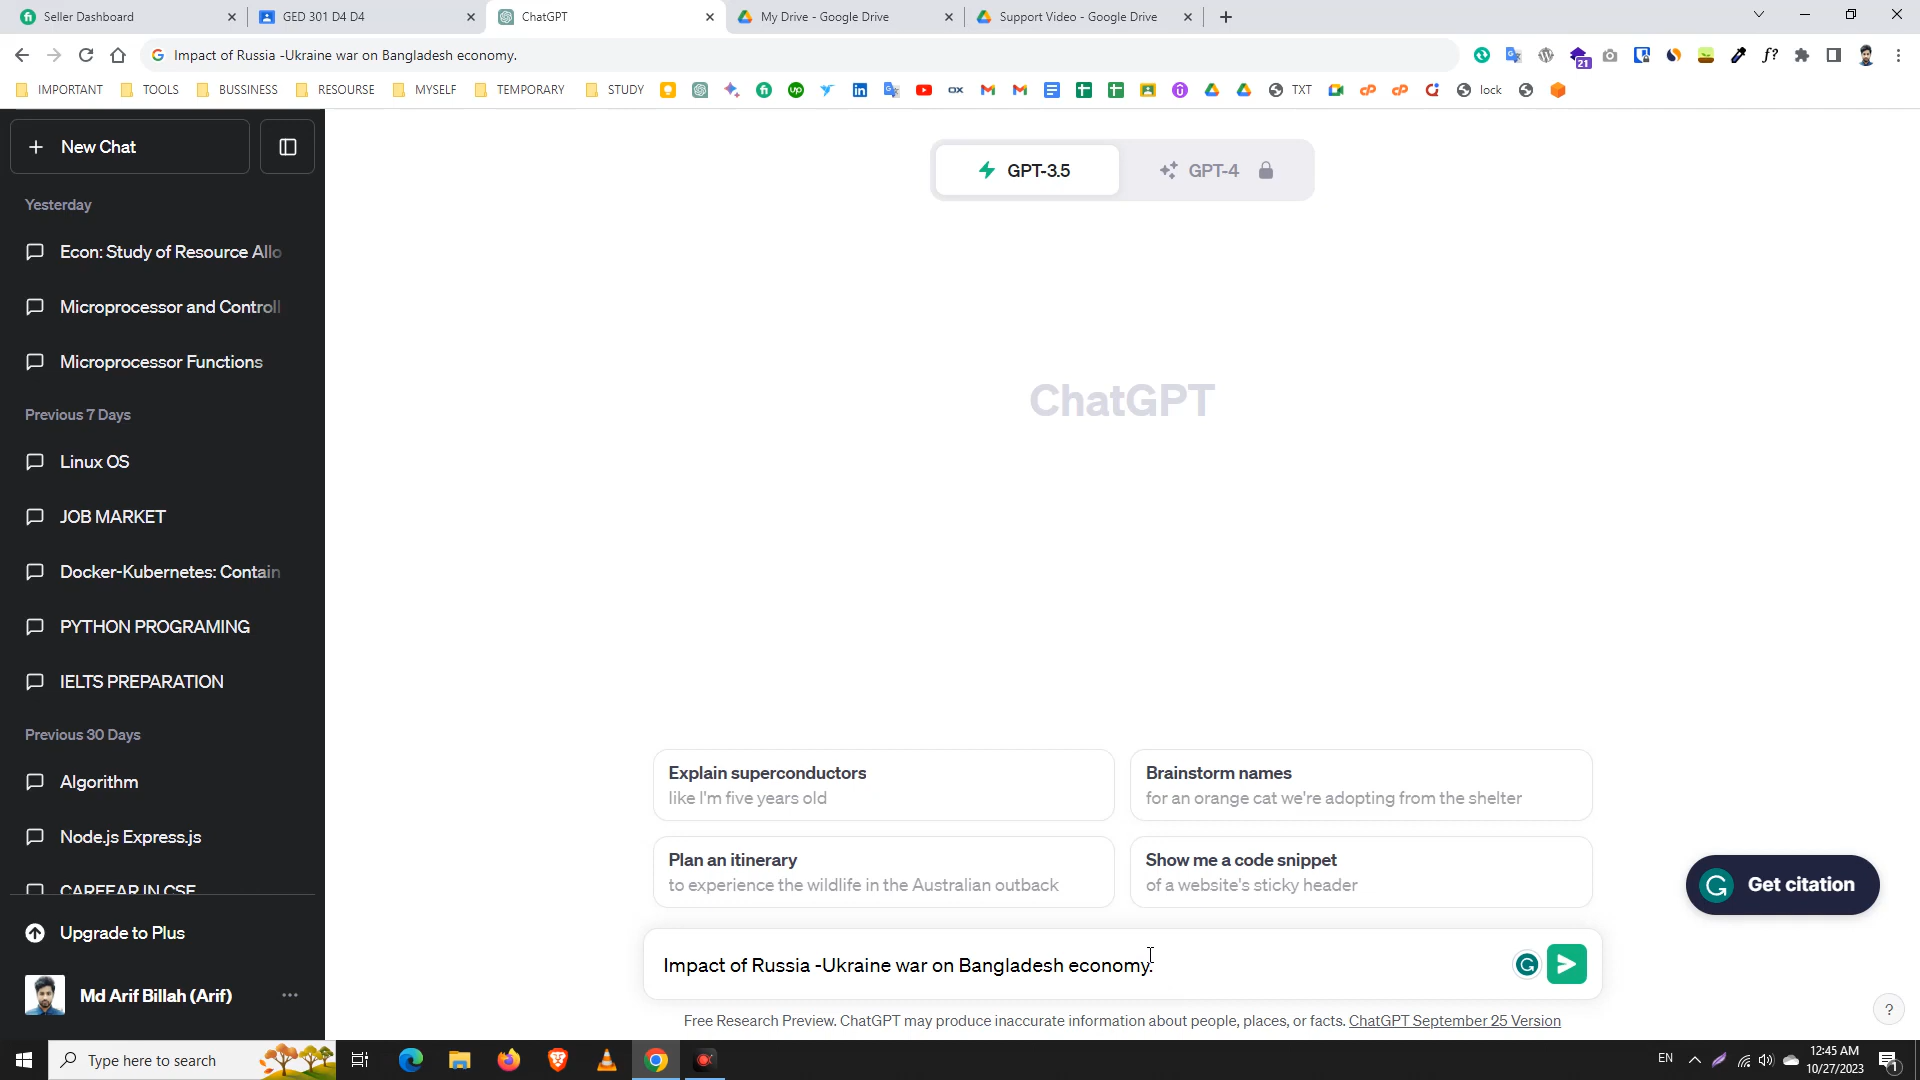 Seller Dashboard
GED 301 D4 D4
ChatGPT
My Drive - Google Drive
Support Video - Google Drive
Impact of Russia -Ukraine war on Bangladesh economy.
21
IMPORTANT
TOOLS
BUSSINESS
RESOURSE
MYSELF
TEMPORARY
STUDY
TXT
lock
New Chat
Yesterday
Econ: Study of Resource Allo
Microprocessor and Controll
Microprocessor Functions
Previous 7 Days
Linux OS
JOB MARKET
Docker-Kubernetes: Contain
PYTHON PROGRAMING
IELTS PREPARATION
Previous 30 Days
Algorithm
Node.js Express.js
CAREEAR IN CSE
Upgrade to Plus
Md Arif Billah (Arif)
GPT-3.5
GPT-4
ChatGPT
Explain superconductors
like I'm five years old
Brainstorm names
for an orange cat we're adopting from the shelter
Plan an itinerary
to experience the wildlife in the Australian outback
Show me a code snippet
of a website's sticky header
Get citation
Impact of Russia -Ukraine war on Bangladesh economy.
Free Research Preview. ChatGPT may produce inaccurate information about people, places, or facts. ChatGPT September 25 Version
?
Type here to search
EN
12:45 AM
10/27/2023
1